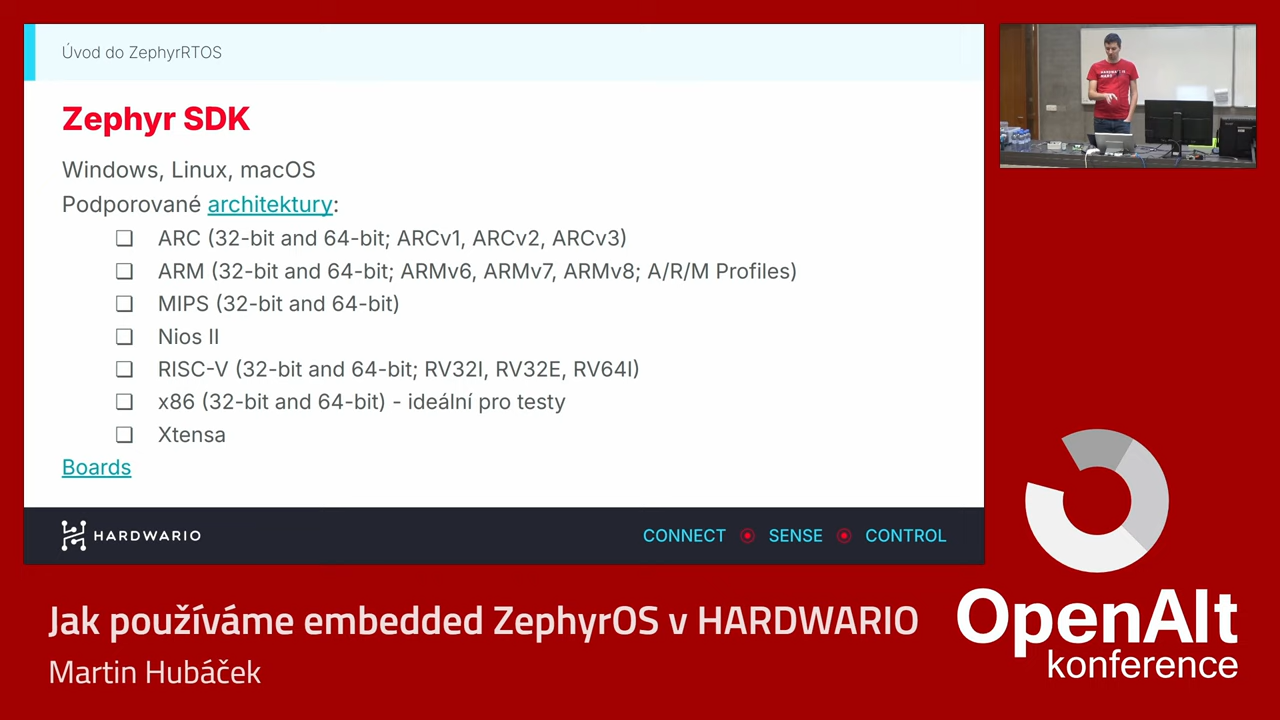 Úvod do ZephyrRTOS
Zephyr SDK
Windows, Linux, macOS
Podporované architektury:
❏ ARC (32-bit and 64-bit; ARCv1, ARCv2, ARCv3)
❏ ARM (32-bit and 64-bit; ARMv6, ARMv7, ARMv8; A/R/M Profiles)
❏ MIPS (32-bit and 64-bit)
❏ Nios II
❏ RISC-V (32-bit and 64-bit; RV32I, RV32E, RV64I)
❏ x86 (32-bit and 64-bit) - ideální pro testy
❏ Xtensa
Boards
HARDWARIO
CONNECT SENSE CONTROL
Jak používáme embedded ZephyrOS v HARDWARIO
Martin Hubáček
OpenAlt
konference